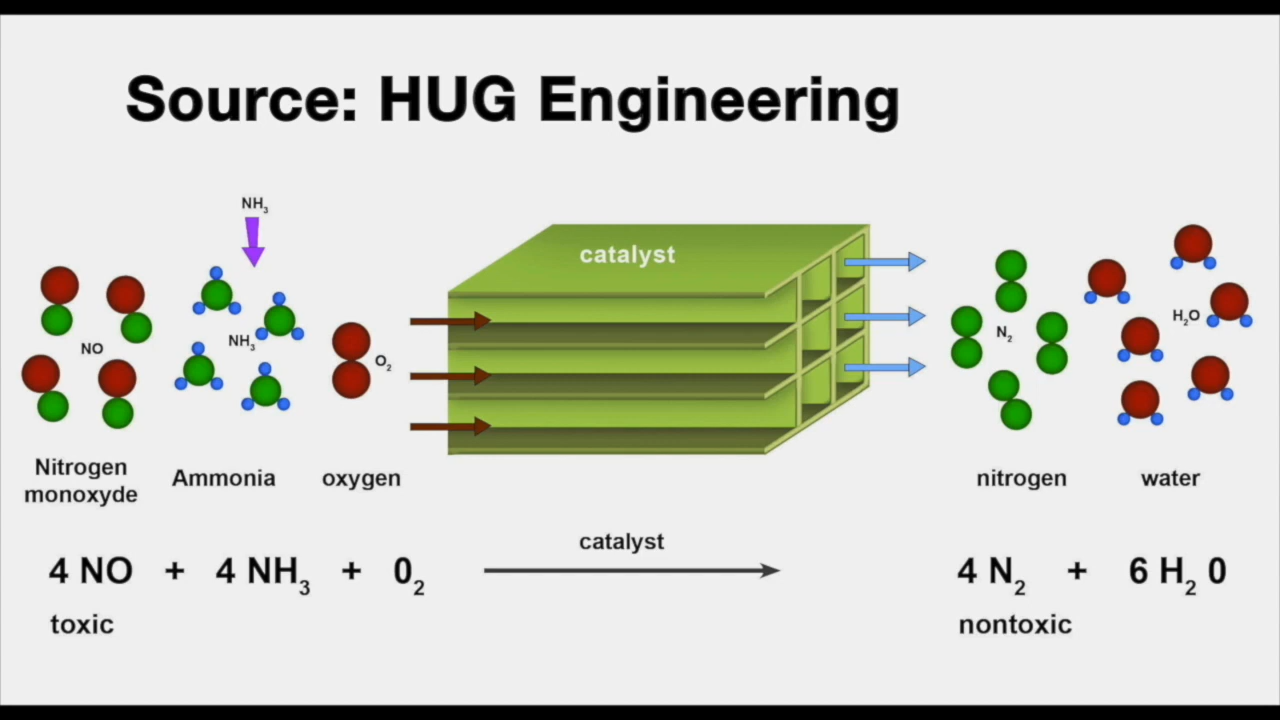 Source: HUG Engineering
NH₃
catalyst
NO
NH₃
O₂
N₂
H₂O
Nitrogen
monoxyde
Ammonia
oxygen
nitrogen
water
catalyst
4 NO + 4 NH₃ + 0₂
4 N₂ + 6 H₂ 0
toxic
nontoxic